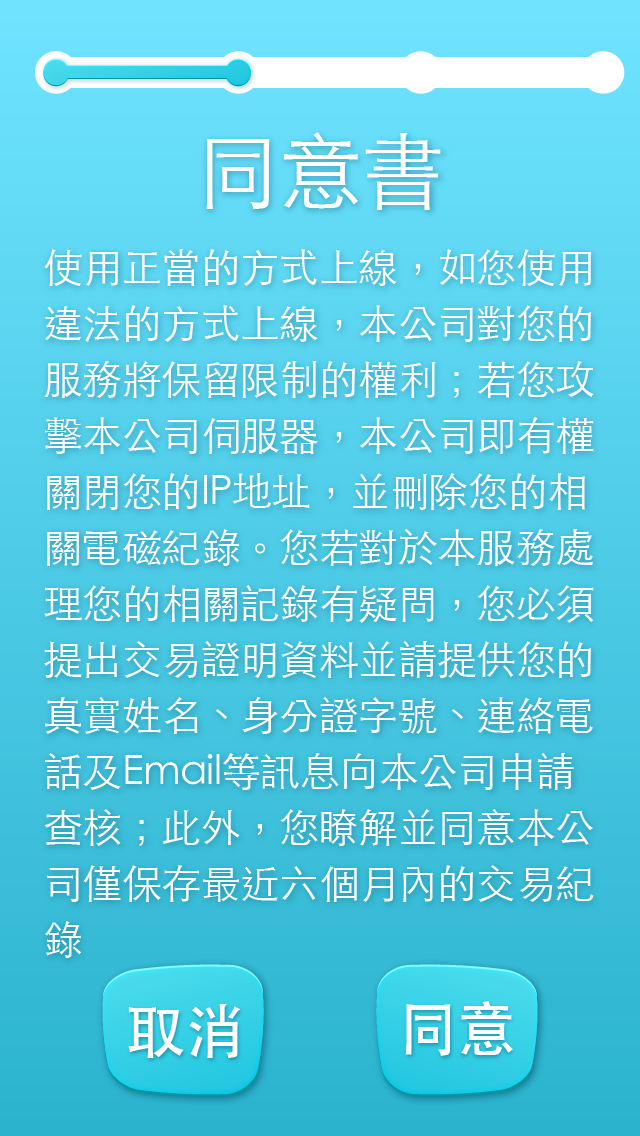 同意書
使用正當的方式上線，如您使用
違法的方式上線，本公司對您的
服務將保留限制的權利；若您攻
擊本公司伺服器，本公司即有權
關閉您的IP地址，並刪除您的相
關電磁紀錄。您若對於本服務處
理您的相關記錄有疑問，您必須
提出交易證明資料並請提供您的
真實姓名、身分證字號、連絡電
話及Email等訊息向本公司申請
查核；此外，您瞭解並同意本公
司僅保存最近六個月內的交易紀
錄
取消
同意